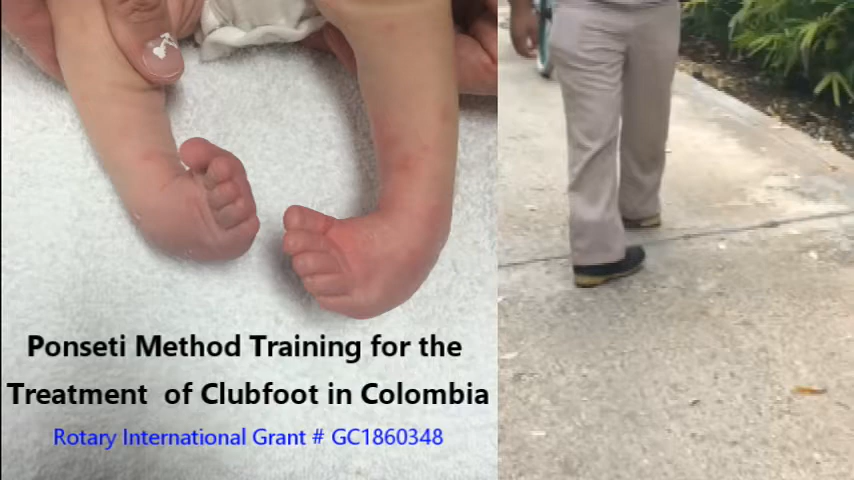 Ponseti Method Training for the
Treatment  of Clubfoot in Colombia
Rotary International Grant # GC1860348